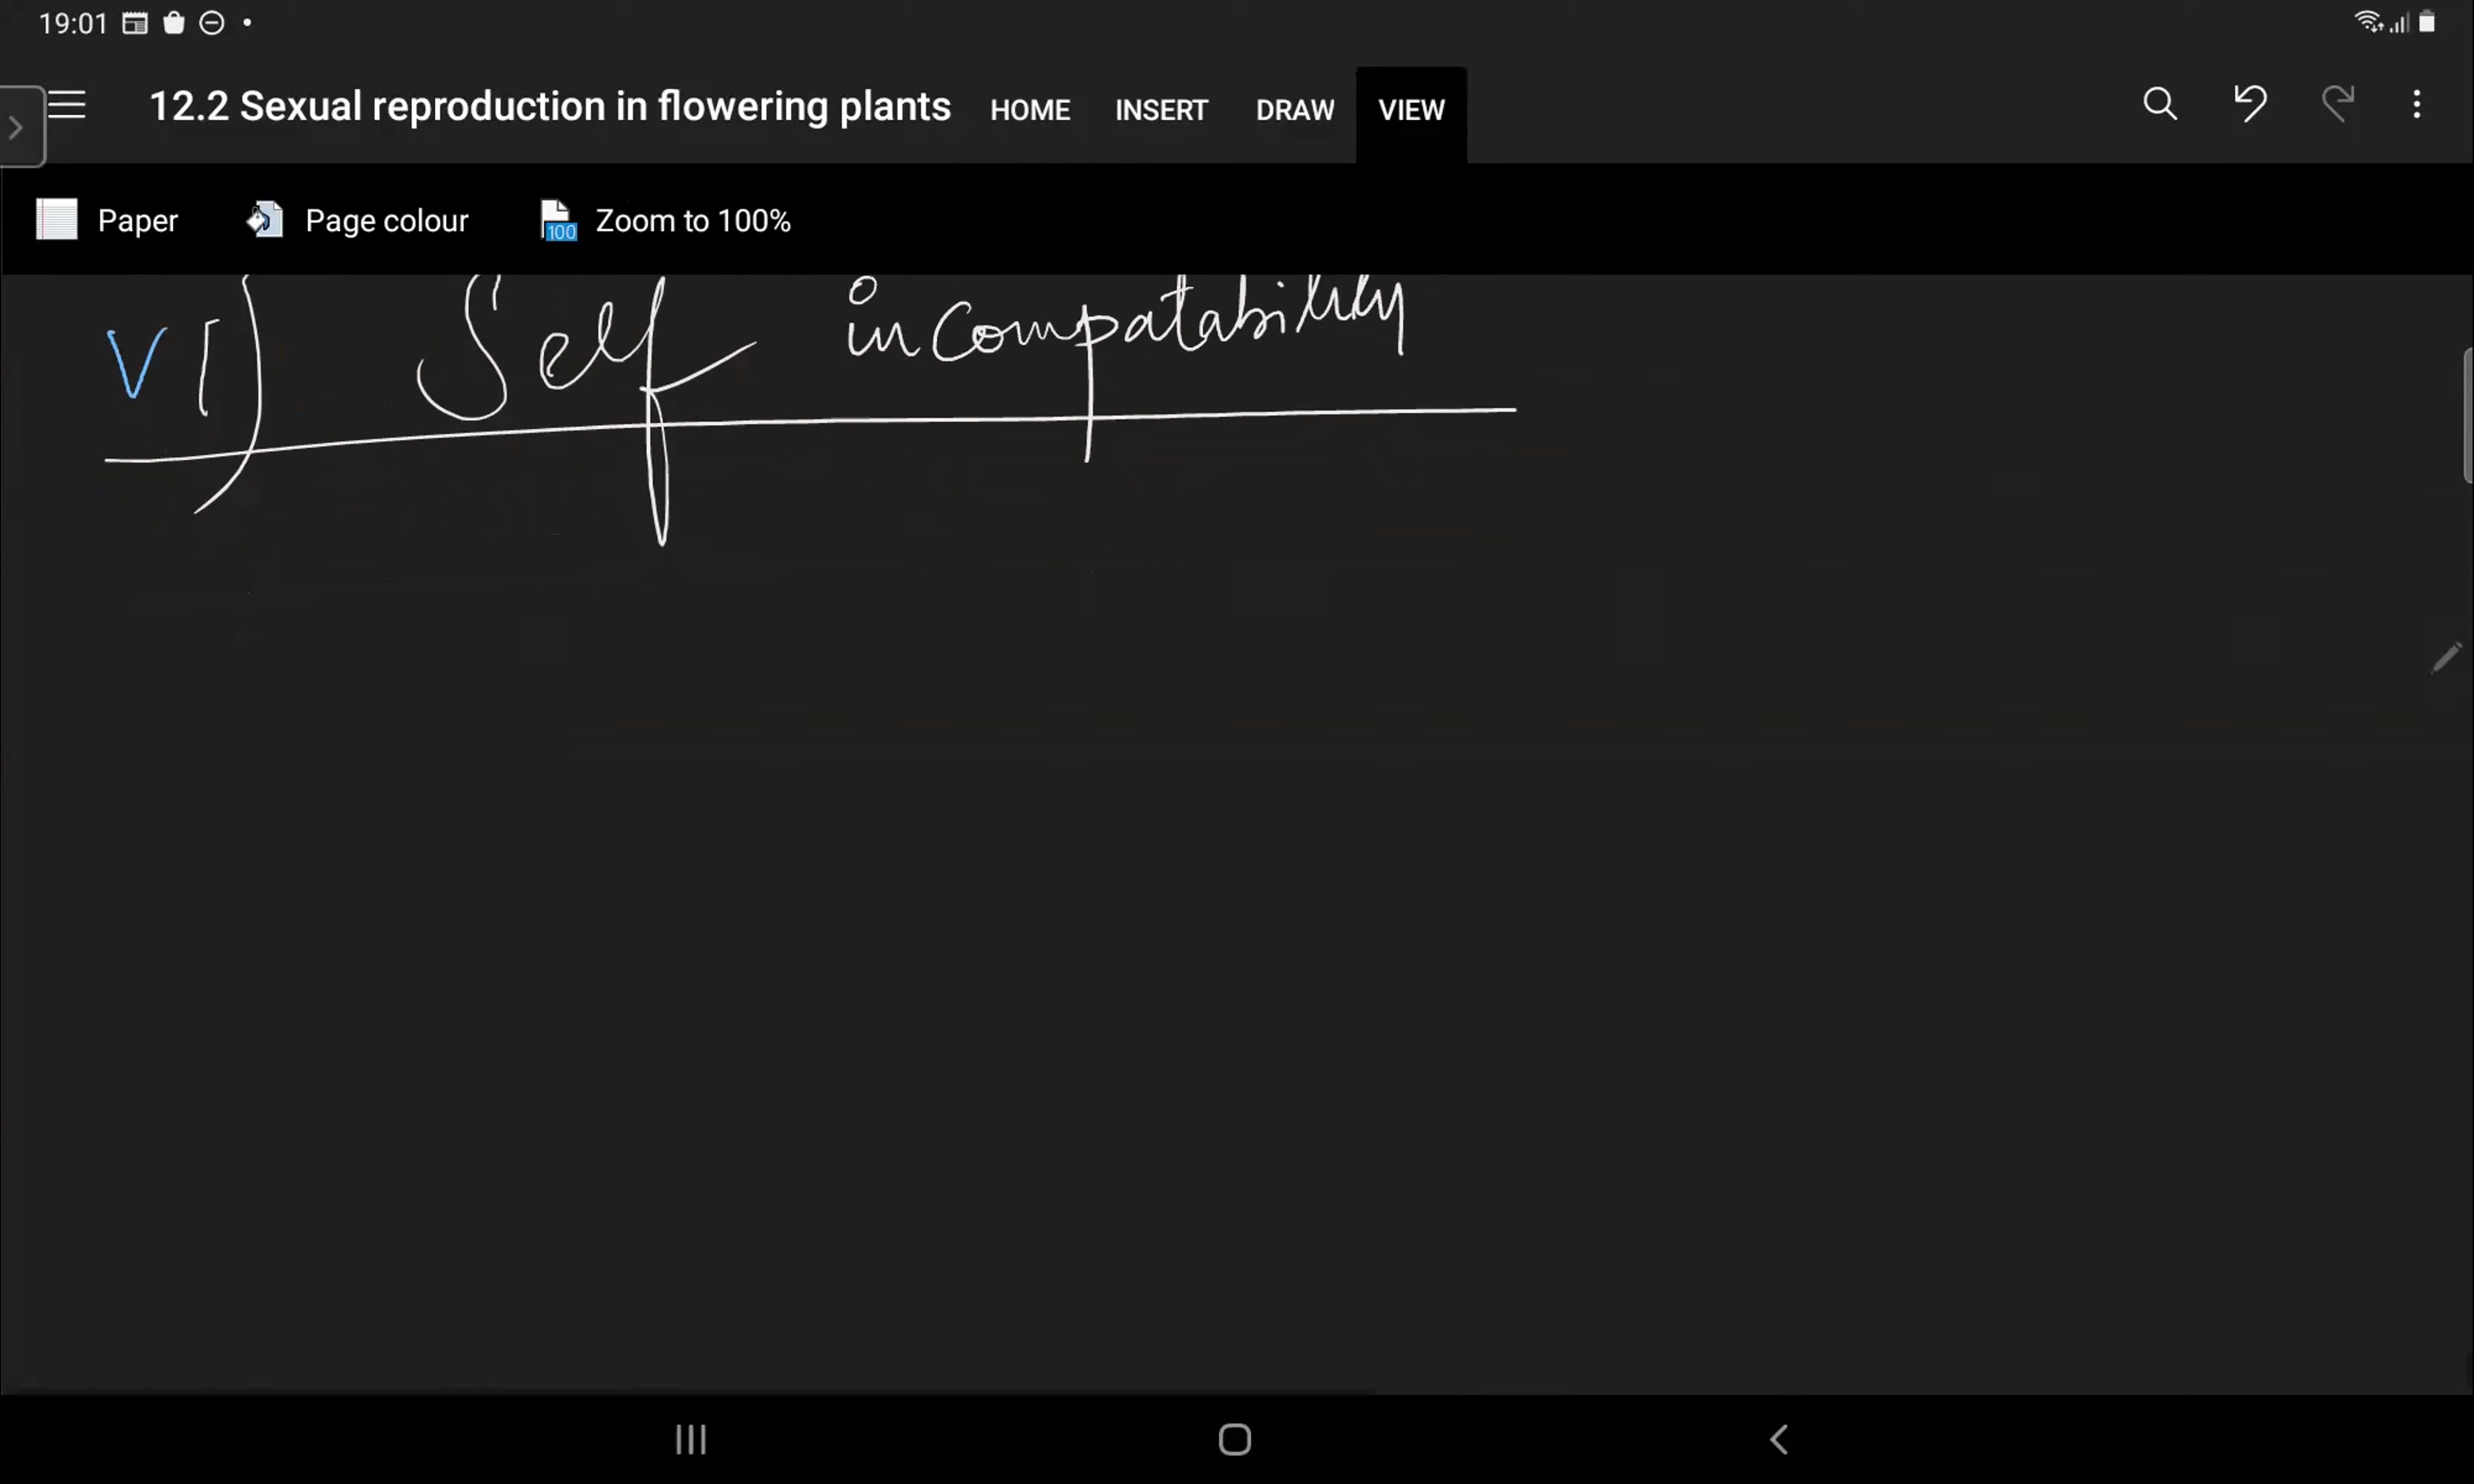 19:01
12.2 Sexual reproduction in flowering plants HOME INSERT DRAW VIEW
Paper Page colour 100 Zoom to 100%
VI) Self incompatability